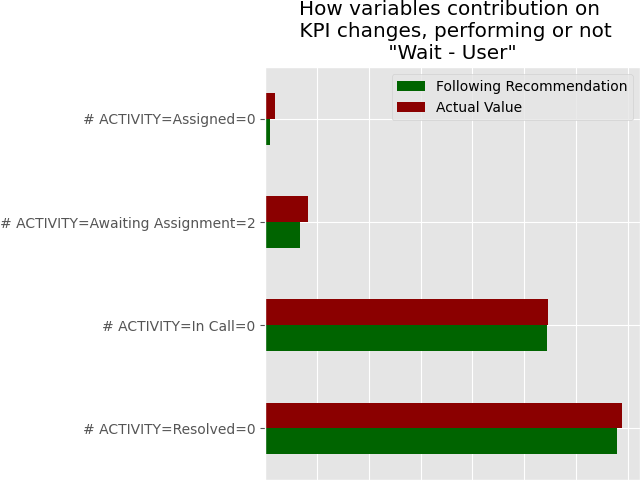 How variables contribution on
KPI changes, performing or not
"Wait - User"
Following Recommendation
Actual Value
# ACTIVITY=Assigned=0
# ACTIVITY=Awaiting Assignment=2
# ACTIVITY=In Call=0
# ACTIVITY=Resolved=0